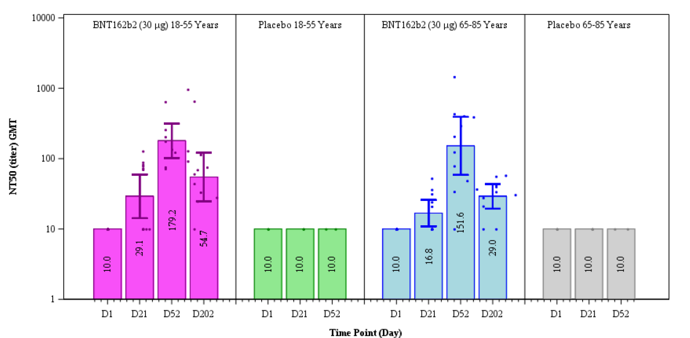 BNT162b2 (30 µg) 18-55 Years Placebo 18-55 Years BNT162b2 (30 µg) 65-85 Years Placebo 65-85 Years
10000
1000
100
10
1
NT50 (titer) GMT
10.0 29.1 179.2 54.7 10.0 10.0 10.0 10.0 16.8 151.6 29.0 10.0 10.0 10.0
D1 D21 D52 D202 D1 D21 D52 D1 D21 D52 D202 D1 D21 D52
Time Point (Day)